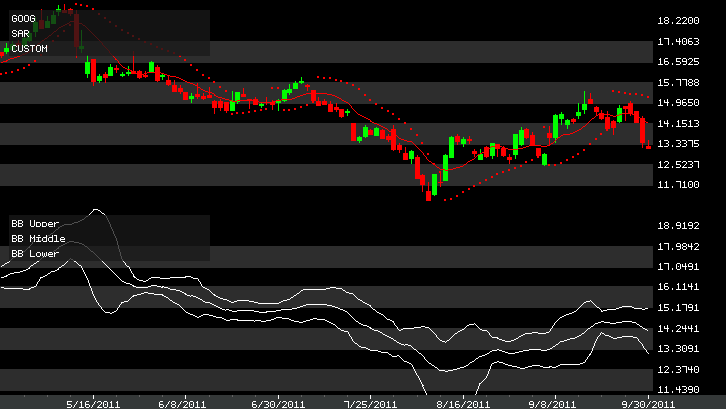 GOOG
SAR
CUSTOM
18.2200
17.4063
16.5925
15.7788
14.9650
14.1513
13.3375
12.5237
11.7100
BB Upper
BB Middle
BB Lower
18.9192
17.9842
17.0491
16.1141
15.1791
14.2441
13.3091
12.3740
11.4390
5/16/2011 6/8/2011 6/30/2011 7/25/2011 8/16/2011 9/8/2011 9/30/2011